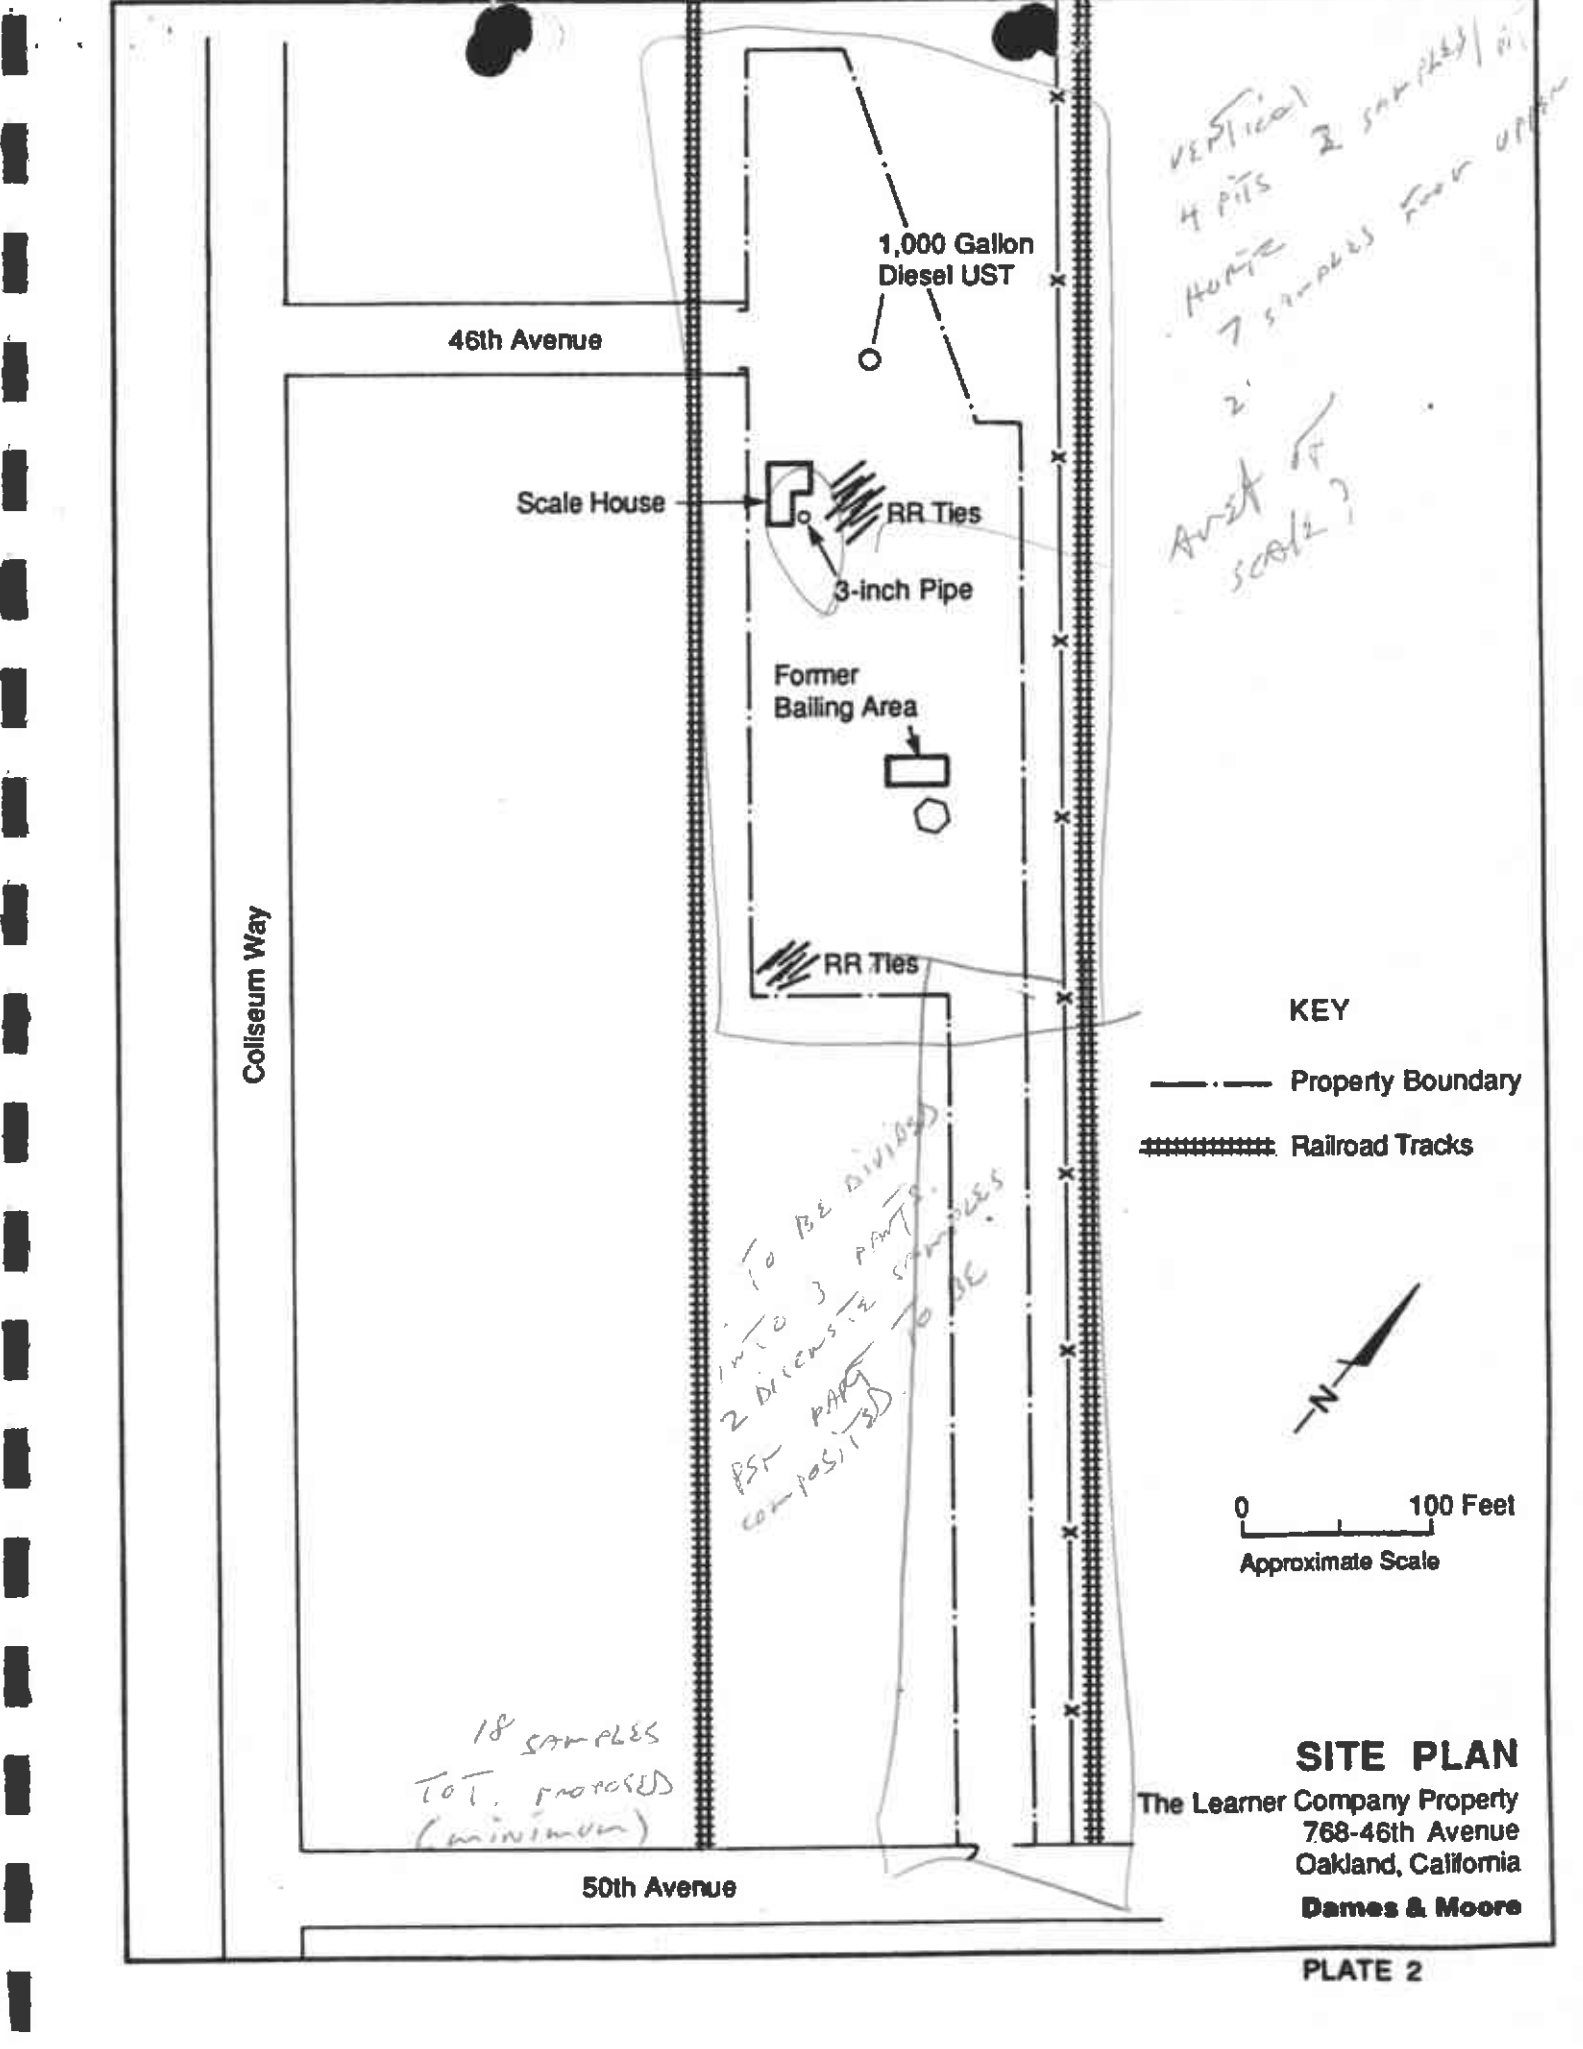 VERTICAL
4 PITS 2 SAMPLES/PIT
HORIZ
7 SAMPLES FROM UPPER
2'
AREA OF
SCALE?
1,000 Gallon
Diesel UST
46th Avenue
Scale House
RR Ties
3-inch Pipe
Former
Bailing Area
RR Ties
Coliseum Way
KEY
Property Boundary
Railroad Tracks
TO BE DIVIDED
INTO 3 PARTS.
2 DISCRETE SAMPLES
PER PART TO BE
COMPOSITED.
N
0 100 Feet
Approximate Scale
18 SAMPLES
TOT. PROPOSED
(minimum)
50th Avenue
SITE PLAN
The Learner Company Property
768-46th Avenue
Oakland, California
Dames & Moore
PLATE 2